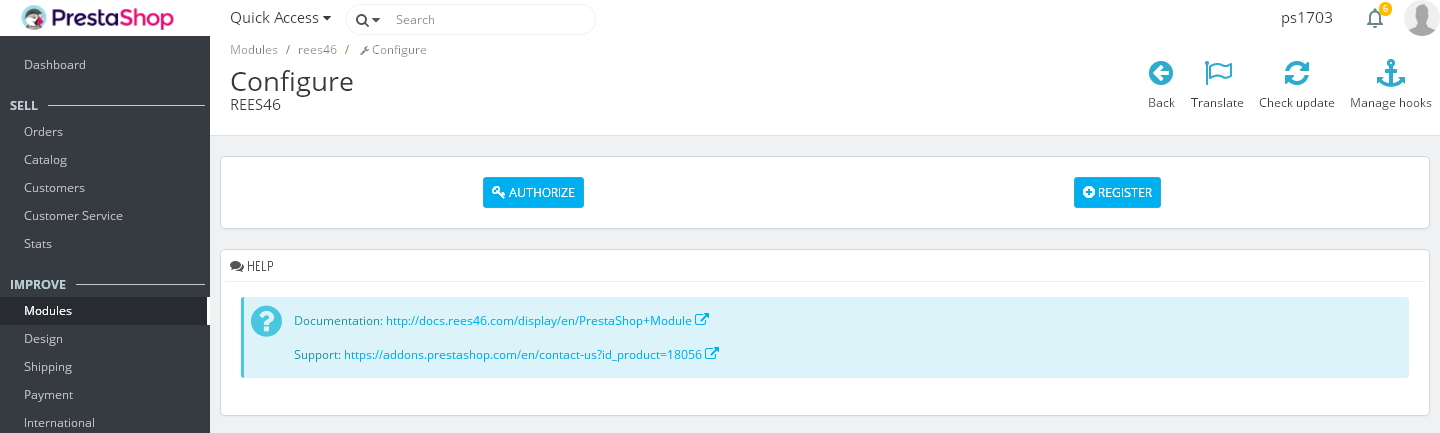 PrestaShop
Quick Access
Search
ps1703
6
Modules / rees46 / Configure
Configure
REES46
Back
Translate
Check update
Manage hooks
Dashboard
SELL
Orders
Catalog
Customers
Customer Service
Stats
IMPROVE
Modules
Design
Shipping
Payment
International
AUTHORIZE
REGISTER
HELP
Documentation: http://docs.rees46.com/display/en/PrestaShop+Module
Support: https://addons.prestashop.com/en/contact-us?id_product=18056